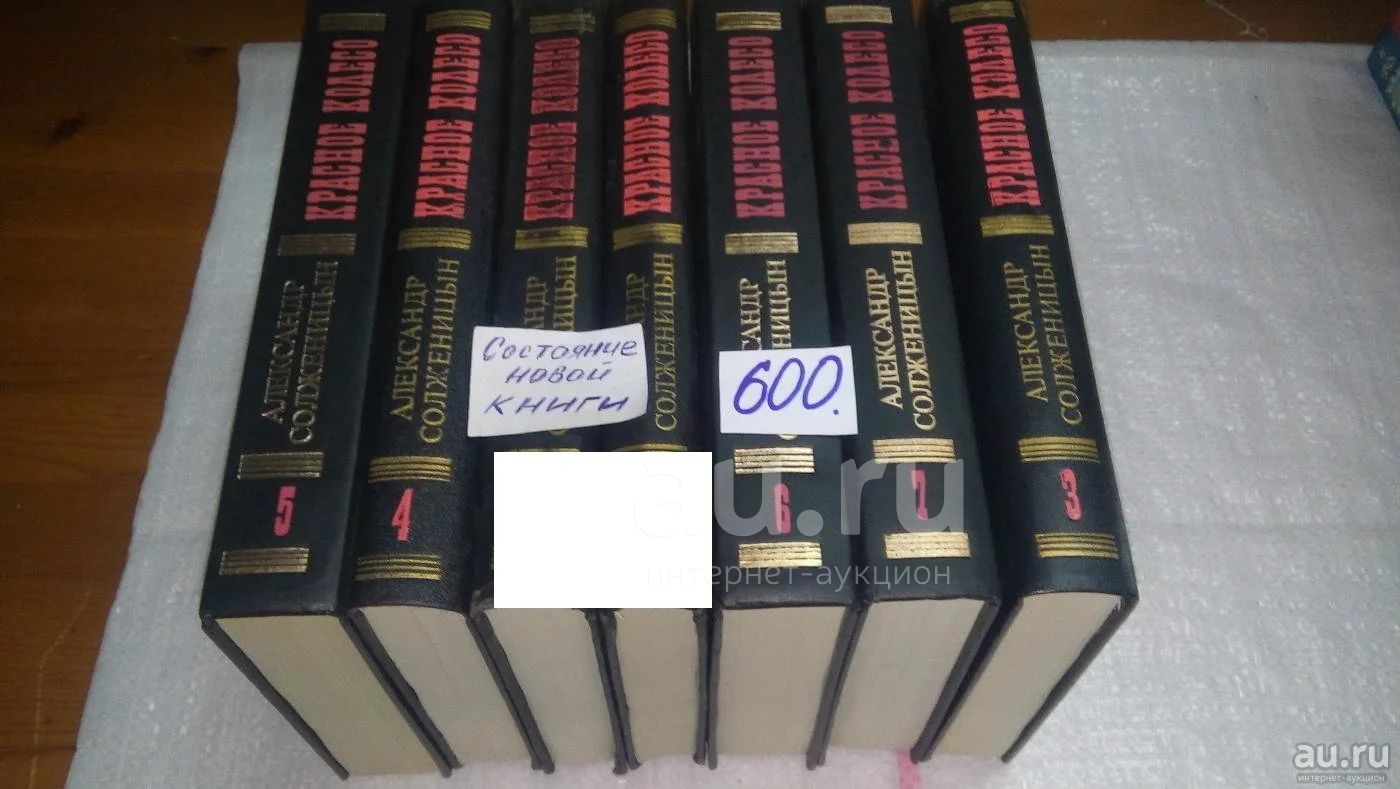 КРАСНОЕ КОЛЕСО
АЛЕКСАНДР
СОЛЖЕНИЦЫН
5
КРАСНОЕ КОЛЕСО
АЛЕКСАНДР
СОЛЖЕНИЦЫН
4
КРАСНОЕ КОЛЕСО
КРАСНОЕ КОЛЕСО
СОЛЖЕНИЦЫН
КРАСНОЕ КОЛЕСО
6
КРАСНОЕ КОЛЕСО
АЛЕКСАНДР
СОЛЖЕНИЦЫН
7
КРАСНОЕ КОЛЕСО
АЛЕКСАНДР
СОЛЖЕНИЦЫН
3
Состояние
новой
книги
600.
au.ru
интернет-аукцион
au.ru
интернет-аукцион